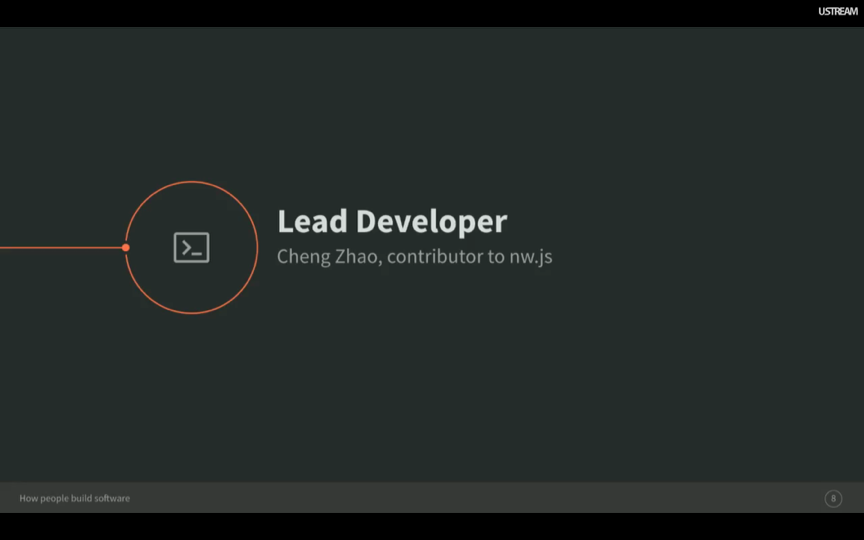 USTREAM
Lead Developer
Cheng Zhao, contributor to nw.js
How people build software
8